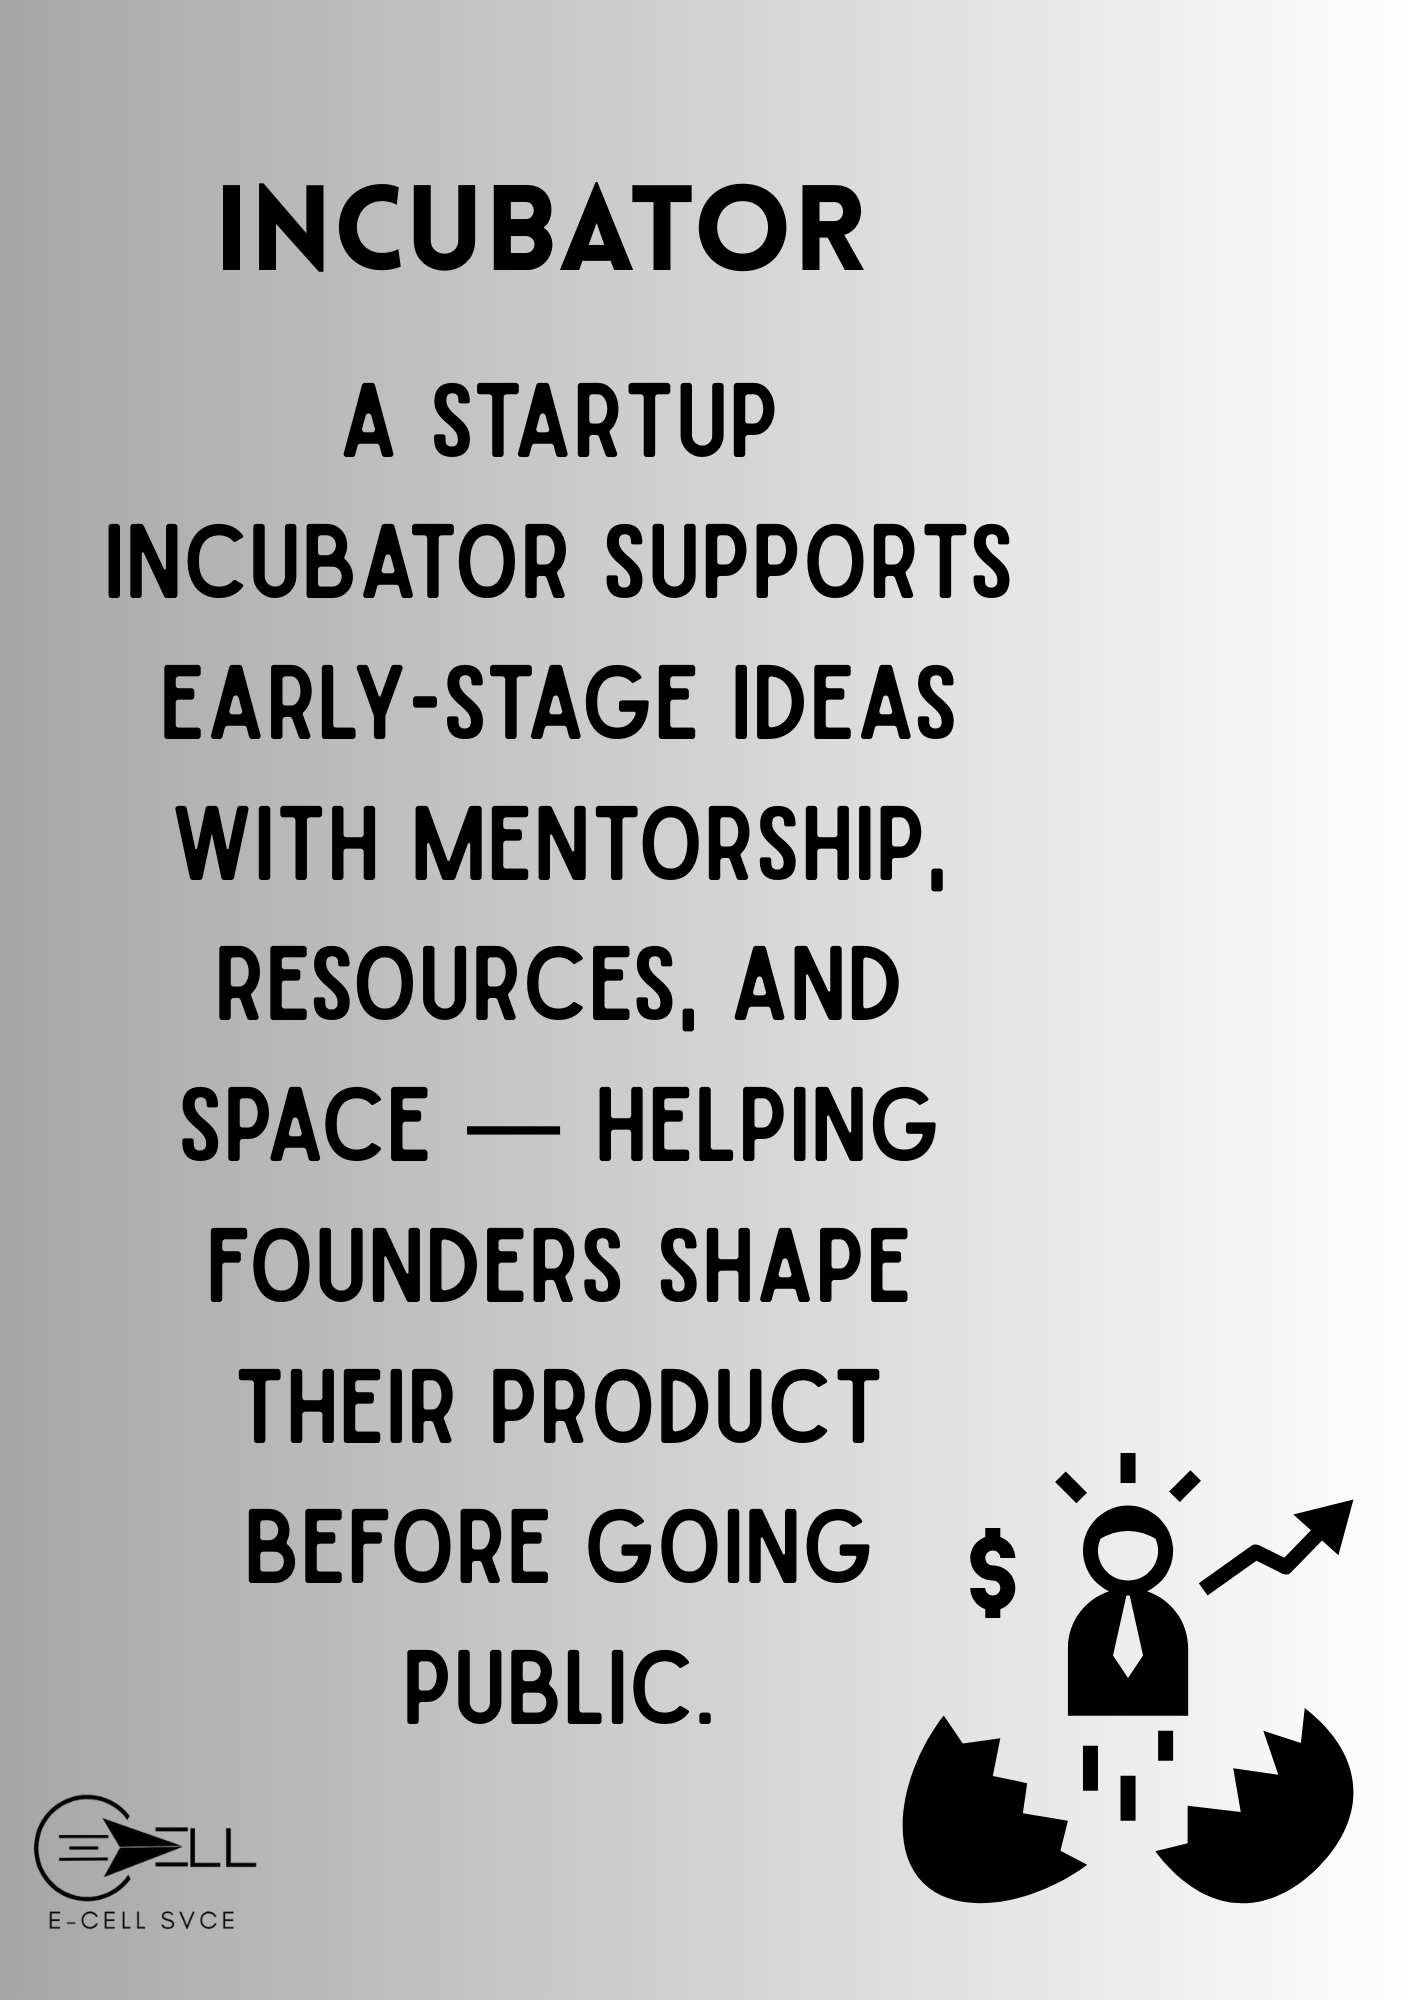 INCUBATOR
A STARTUP
INCUBATOR SUPPORTS
EARLY-STAGE IDEAS
WITH MENTORSHIP,
RESOURCES, AND
SPACE — HELPING
FOUNDERS SHAPE
THEIR PRODUCT
BEFORE GOING
PUBLIC.
$
E-CELL
E-CELL SVCE